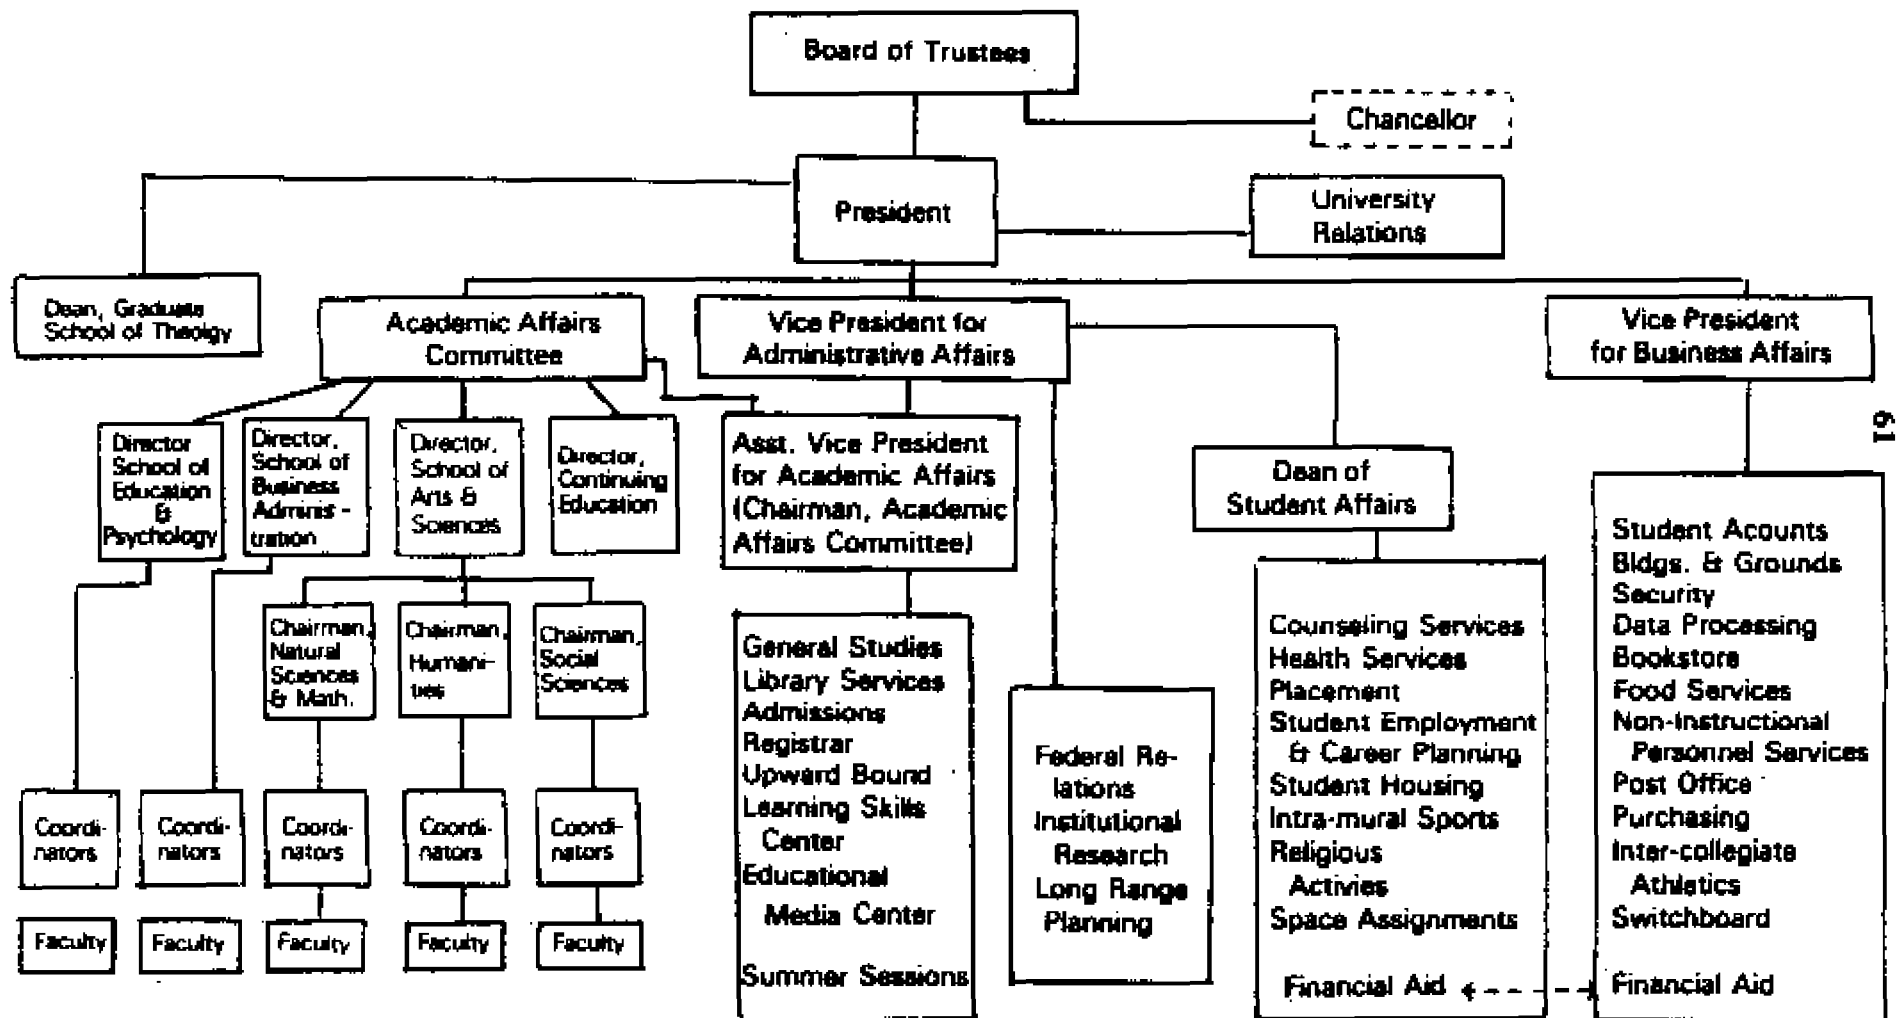 Board of Trustees
Chancellor
President
University
Relations
Dean, Graduate
School of Theolgy
Academic Affairs
Committee
Vice President for
Administrative Affairs
Vice President
for Business Affairs
61
Director
School of
Education
&
Psychology
Director,
School of
Business
Adminis -
tration
Director,
School of
Arts &
Sciences
Director,
Continuing
Education
Asst. Vice President
for Academic Affairs
(Chairman, Academic
Affairs Committee)
Dean of
Student Affairs
Chairman,
Natural
Sciences
& Math.
Chairman,
Humani-
ties
Chairman,
Social
Sciences
Coordi-
nators
Coordi-
nators
Coordi-
nators
Coordi-
nators
Coordi-
nators
Faculty
Faculty
Faculty
Faculty
Faculty
General Studies
Library Services
Admissions
Registrar
Upward Bound
Learning Skills
Center
Educational
Media Center
Summer Sessions
Federal Re-
lations
Institutional
Research
Long Range
Planning
Counseling Services
Health Services
Placement
Student Employment
& Career Planning
Student Housing
Intra-mural Sports
Religious
Activies
Space Assignments
Financial Aid
Student Acounts
Bldgs. & Grounds
Security
Data Processing
Bookstore
Food Services
Non-Instructional
Personnel Services
Post Office
Purchasing
Inter-collegiate
Athletics
Switchboard
Financial Aid